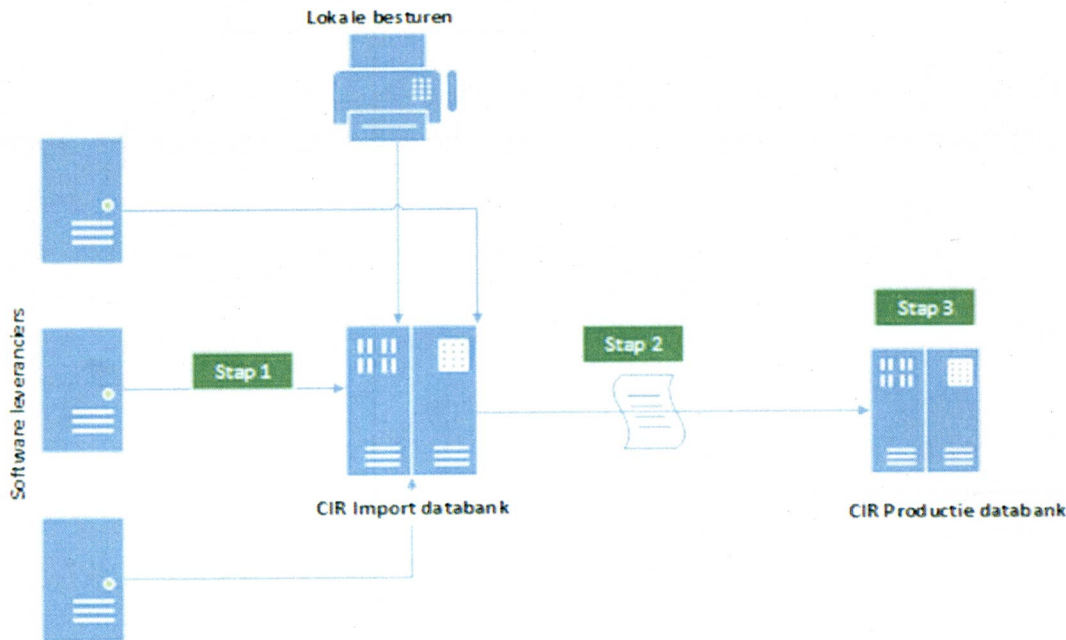 Lokale besturen
Software leveranciers
Stap 1
Stap 2
Stap 3
CIR Import databank
CIR Productie databank